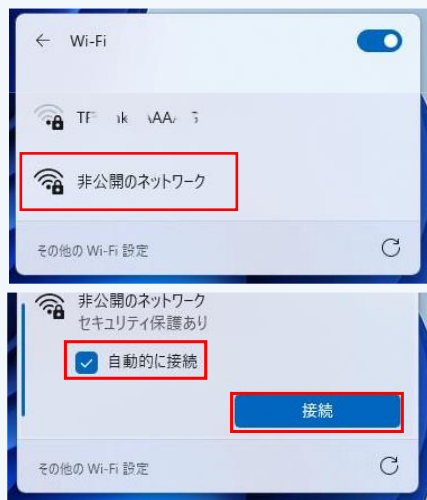 Wi-Fi
非公開のネットワーク
その他の Wi-Fi 設定
非公開のネットワーク
セキュリティ保護あり
自動的に接続
接続
その他の Wi-Fi 設定